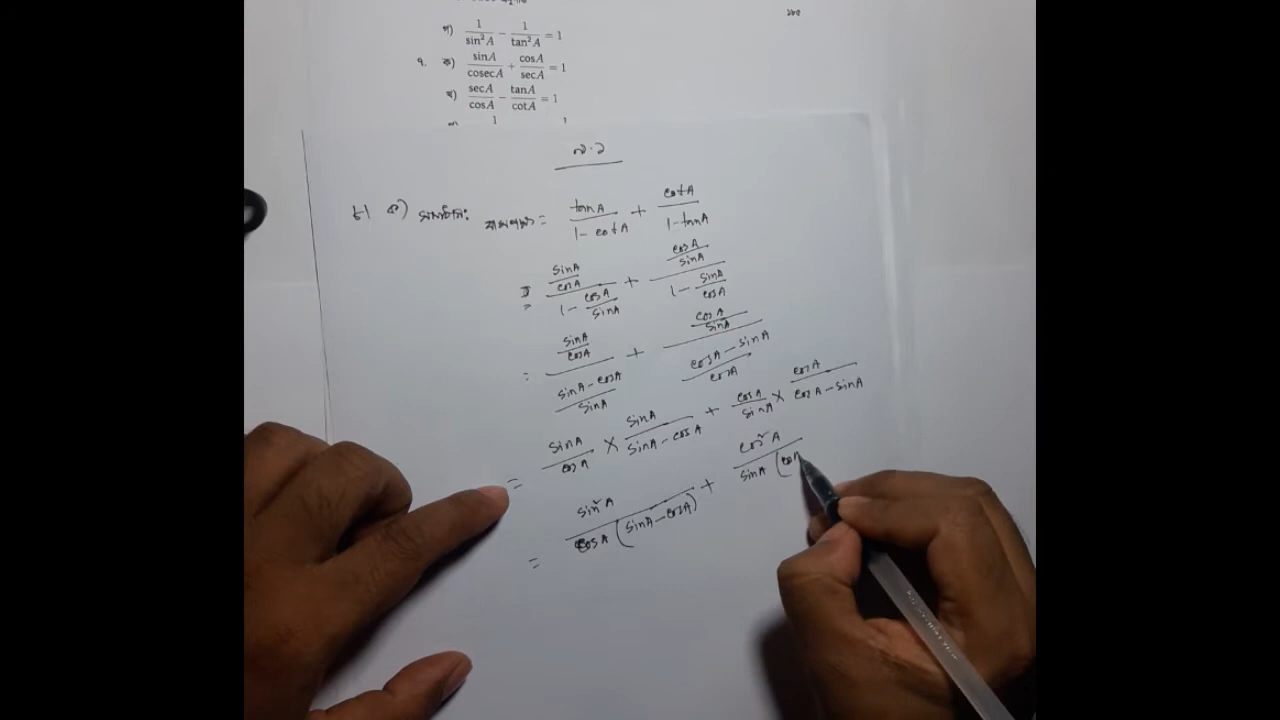 ১৮৫
গ) 1/sin²A − 1/tan²A = 1
৭. ক) sinA/cosecA + cosA/secA = 1
খ) secA/cosA − tanA/cotA = 1
1
৯.১
৮। ক) সমাধান: বামপক্ষ = tanA/(1 − cotA) + cotA/(1 − tanA)
= (sinA/cosA)/(1 − cosA/sinA) + (cosA/sinA)/(1 − sinA/cosA)
= (sinA/cosA)/((sinA − cosA)/sinA) + (cosA/sinA)/((cosA − sinA)/cosA)
= sinA/cosA × sinA/(sinA − cosA) + cosA/sinA × cosA/(cosA − sinA)
= sin²A/(cosA (sinA − cosA)) + cos²A/(sinA (cosA